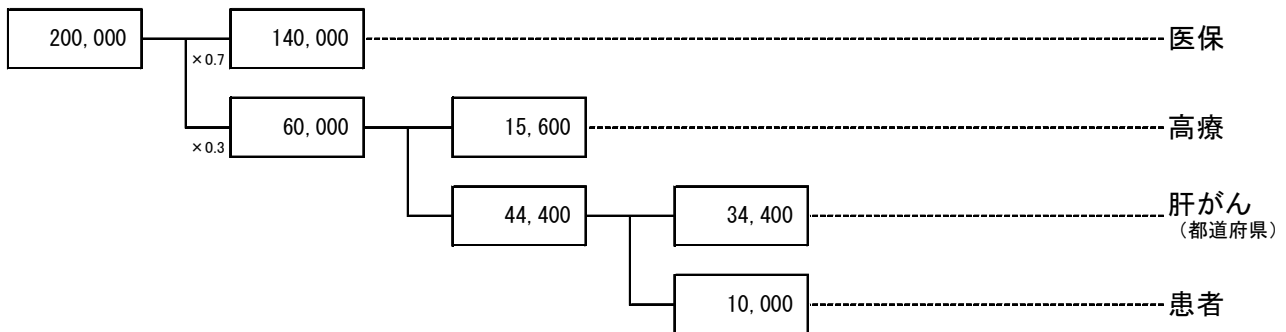 200,000 140,000 医保
×0.7
60,000 15,600 高療
×0.3
44,400 34,400 肝がん
（都道府県）
10,000 患者